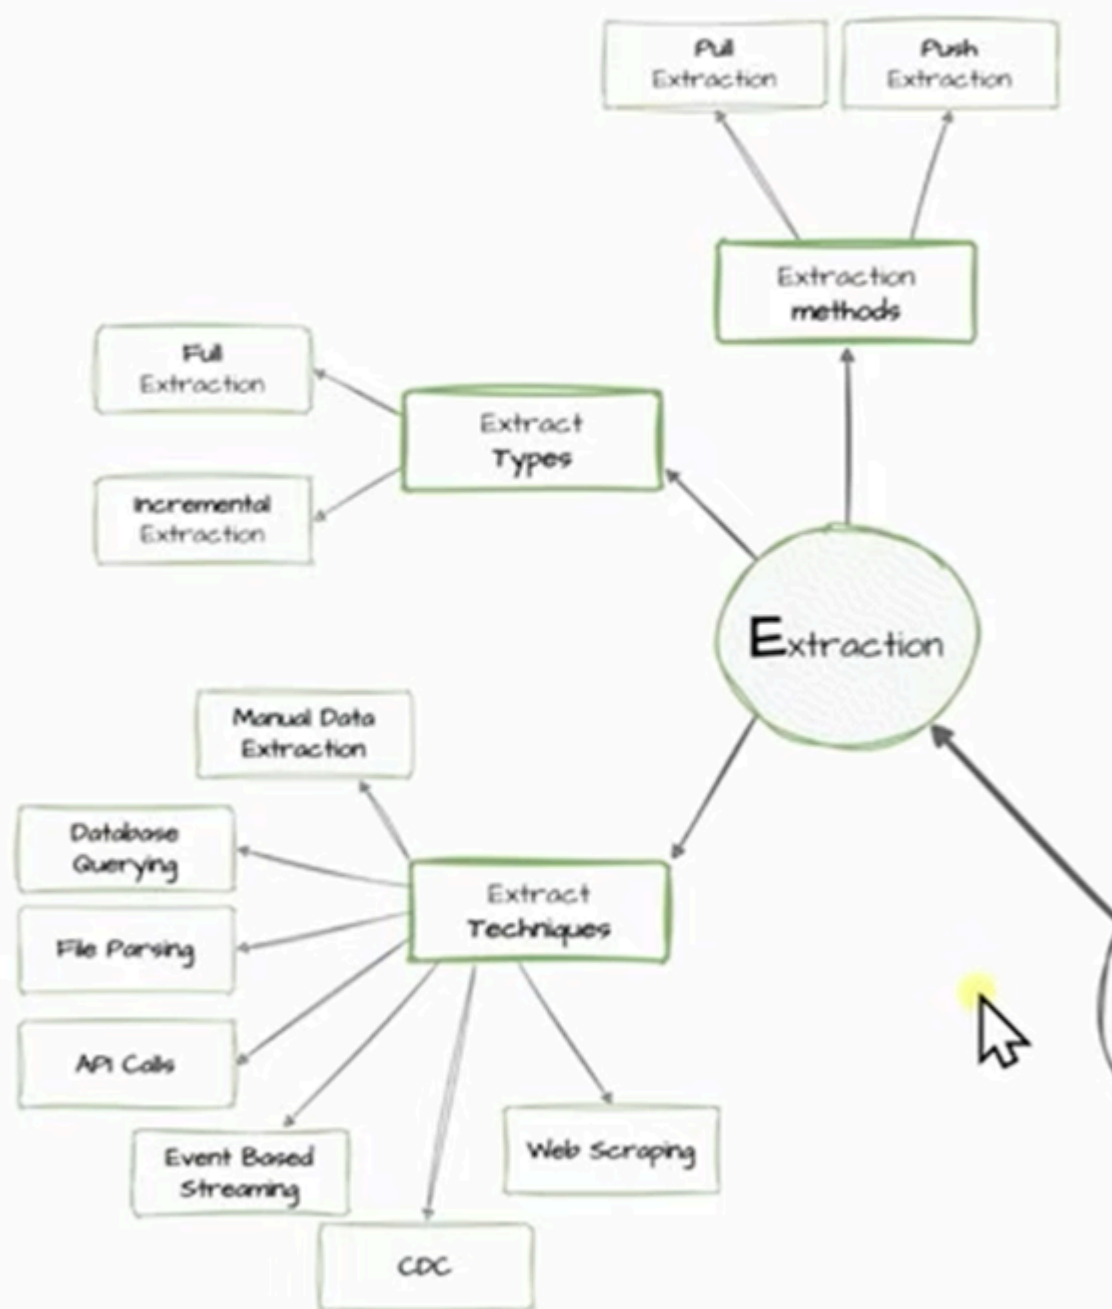 Pull
Extraction
Push
Extraction
Extraction
methods
Full
Extraction
Extract
Types
Incremental
Extraction
Extraction
Manual Data
Extraction
Database
Querying
Extract
Techniques
File Parsing
API Calls
Event Based
Streaming
Web Scraping
CDC